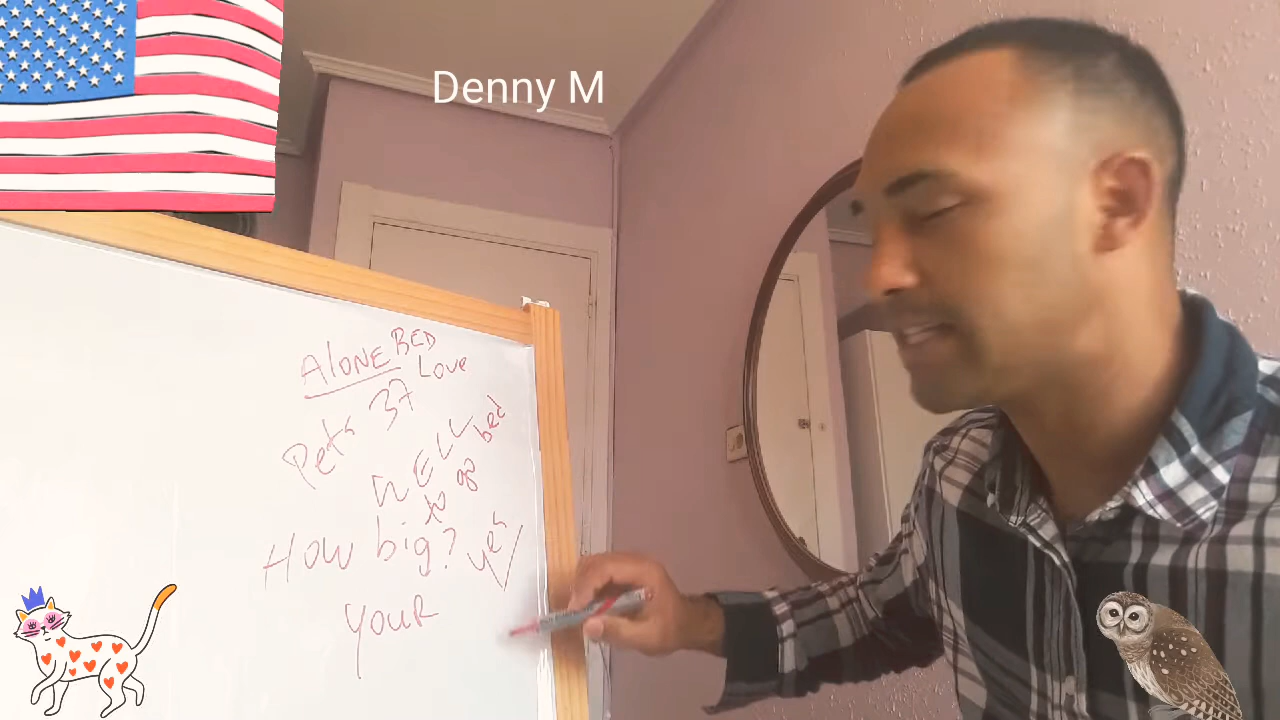 Denny M
ALONE BED
Love
Pets 37
WELL
to go bed
How big? yes
YOUR